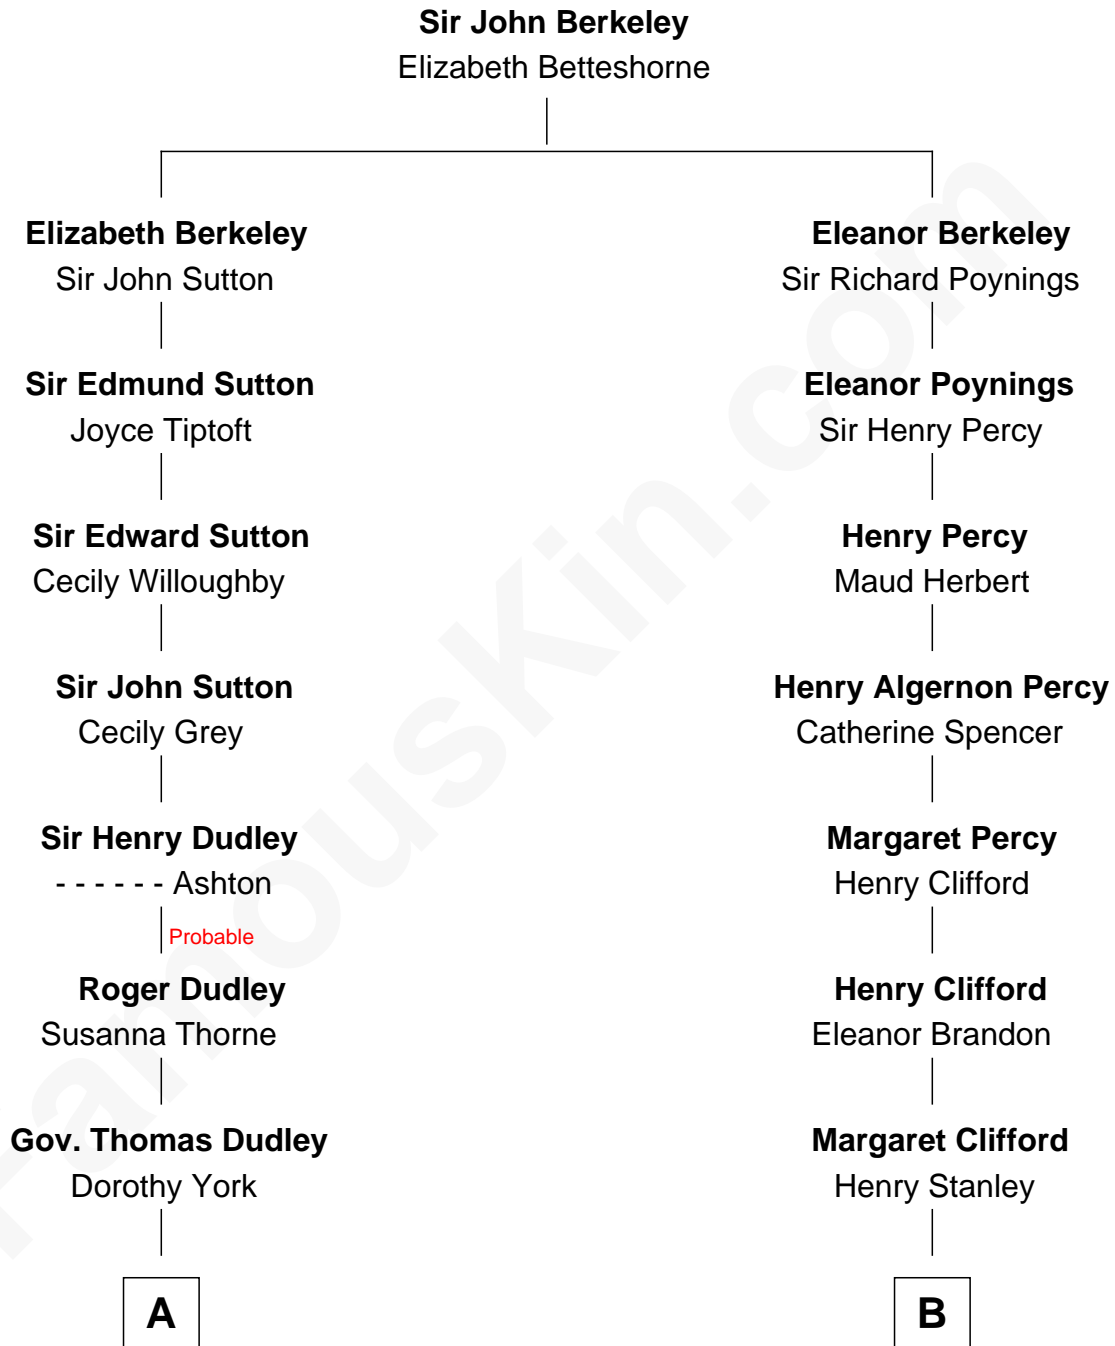 Sir John Berkeley
Elizabeth Betteshorne
Elizabeth Berkeley
Sir John Sutton
Eleanor Berkeley
Sir Richard Poynings
Sir Edmund Sutton
Joyce Tiptoft
Eleanor Poynings
Sir Henry Percy
Sir Edward Sutton
Cecily Willoughby
Henry Percy
Maud Herbert
Sir John Sutton
Cecily Grey
Henry Algernon Percy
Catherine Spencer
Sir Henry Dudley
- - - - - - Ashton
Margaret Percy
Henry Clifford
Probable
Roger Dudley
Susanna Thorne
Henry Clifford
Eleanor Brandon
Gov. Thomas Dudley
Dorothy York
Margaret Clifford
Henry Stanley
A
B
FamousKin.com